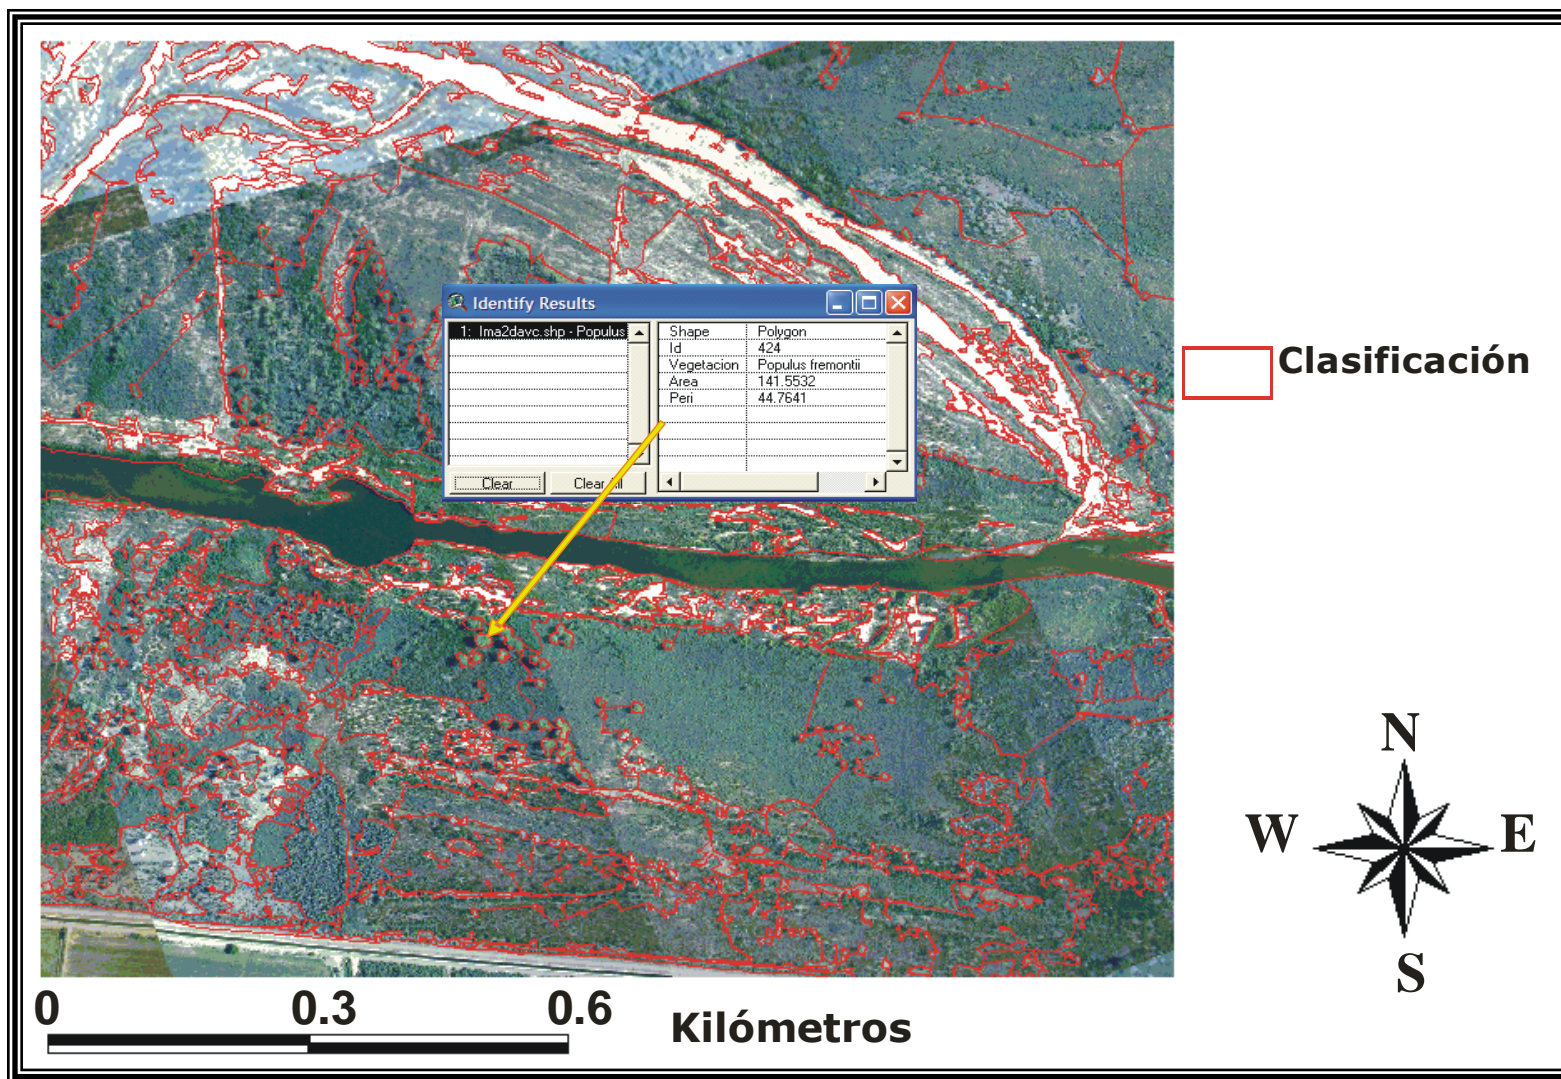 Identify Results
1: Ima2davc.shp - Populus
Shape Polygon
Id 424
Vegetacion Populus fremontii
Area 141.5532
Peri 44.7641
Clear
Clear All
Clasificación
N
W E
S
0 0.3 0.6
Kilómetros